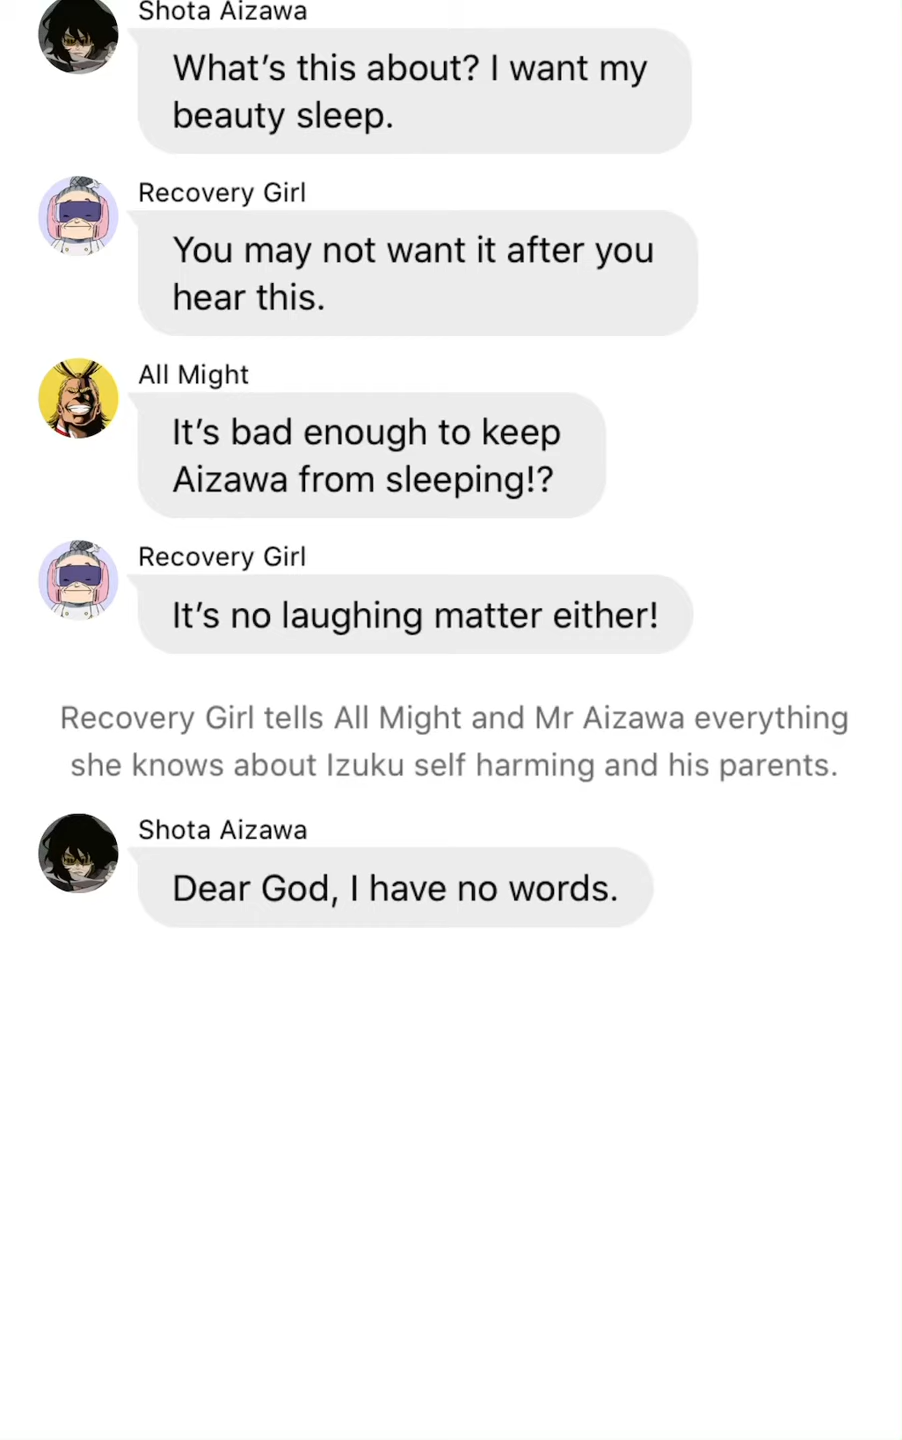 Shota Aizawa
What's this about? I want my
beauty sleep.
Recovery Girl
You may not want it after you
hear this.
All Might
It's bad enough to keep
Aizawa from sleeping!?
Recovery Girl
It's no laughing matter either!
Recovery Girl tells All Might and Mr Aizawa everything
she knows about Izuku self harming and his parents.
Shota Aizawa
Dear God, I have no words.